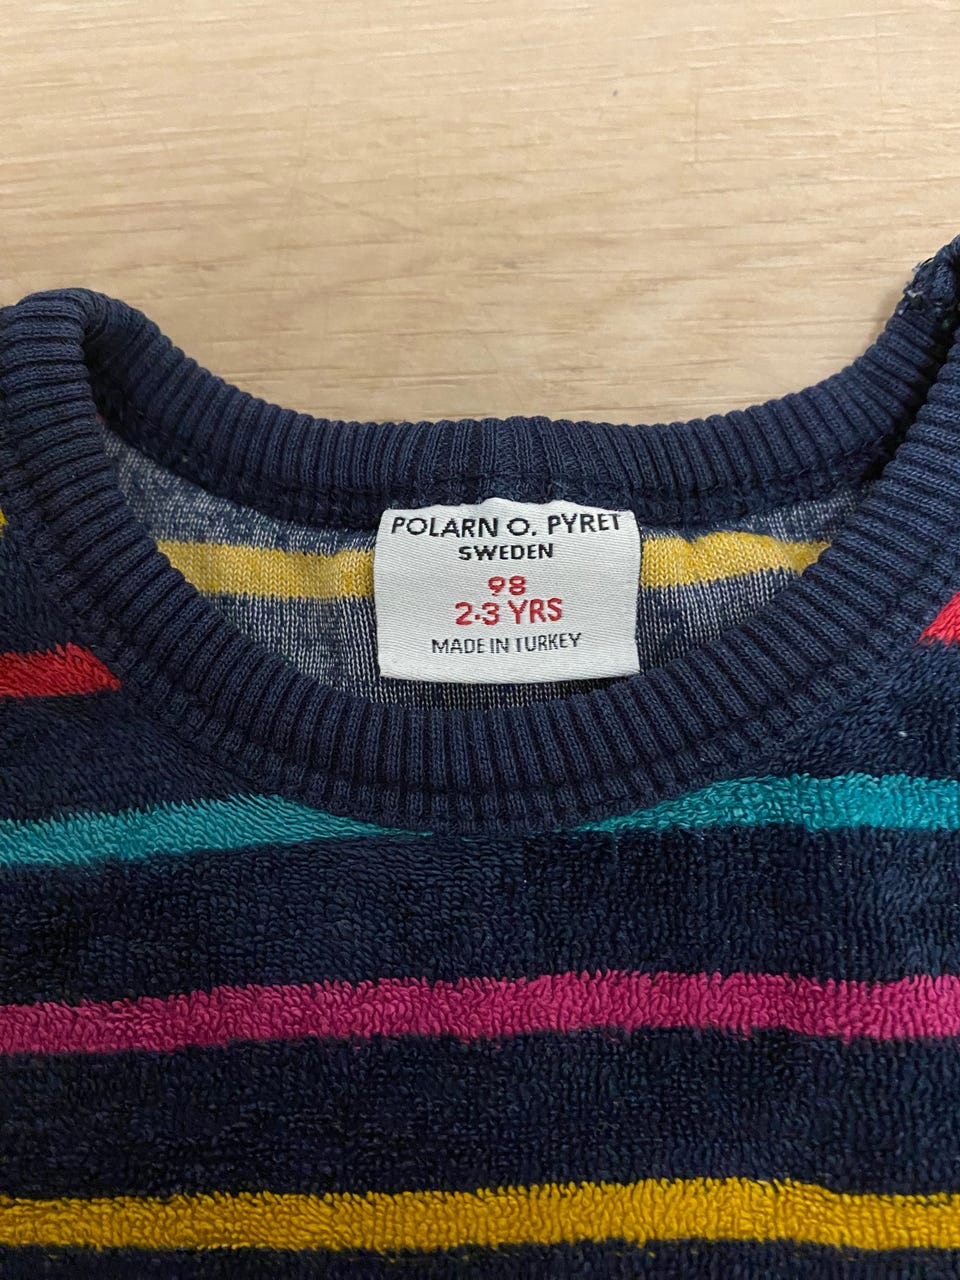 POLARN O. PYRET
SWEDEN
98
2-3 YRS
MADE IN TURKEY